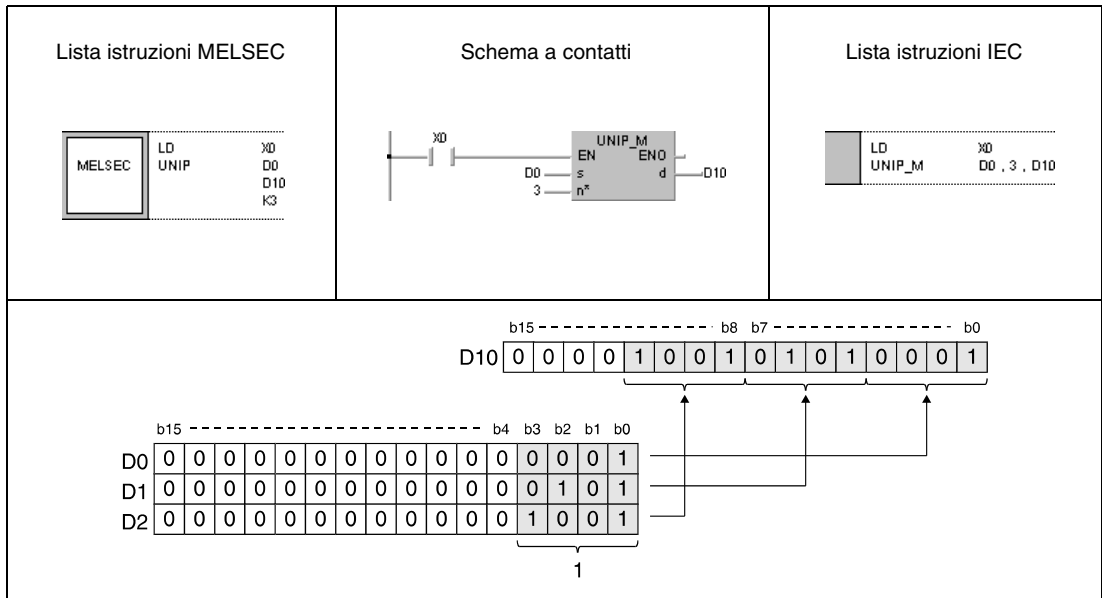 Lista istruzioni MELSEC
Schema a contatti
Lista istruzioni IEC
MELSEC
LD X0
UNIP D0
D10
K3
X0
UNIP_M
EN ENO
D0 s d D10
3 n*
LD X0
UNIP_M D0 , 3 , D10
b15 b8 b7 b0
D10 0 0 0 0 1 0 0 1 0 1 0 1 0 0 0 1
b15 b4 b3 b2 b1 b0
D0 0 0 0 0 0 0 0 0 0 0 0 0 0 0 0 1
D1 0 0 0 0 0 0 0 0 0 0 0 0 0 1 0 1
D2 0 0 0 0 0 0 0 0 0 0 0 0 1 0 0 1
1